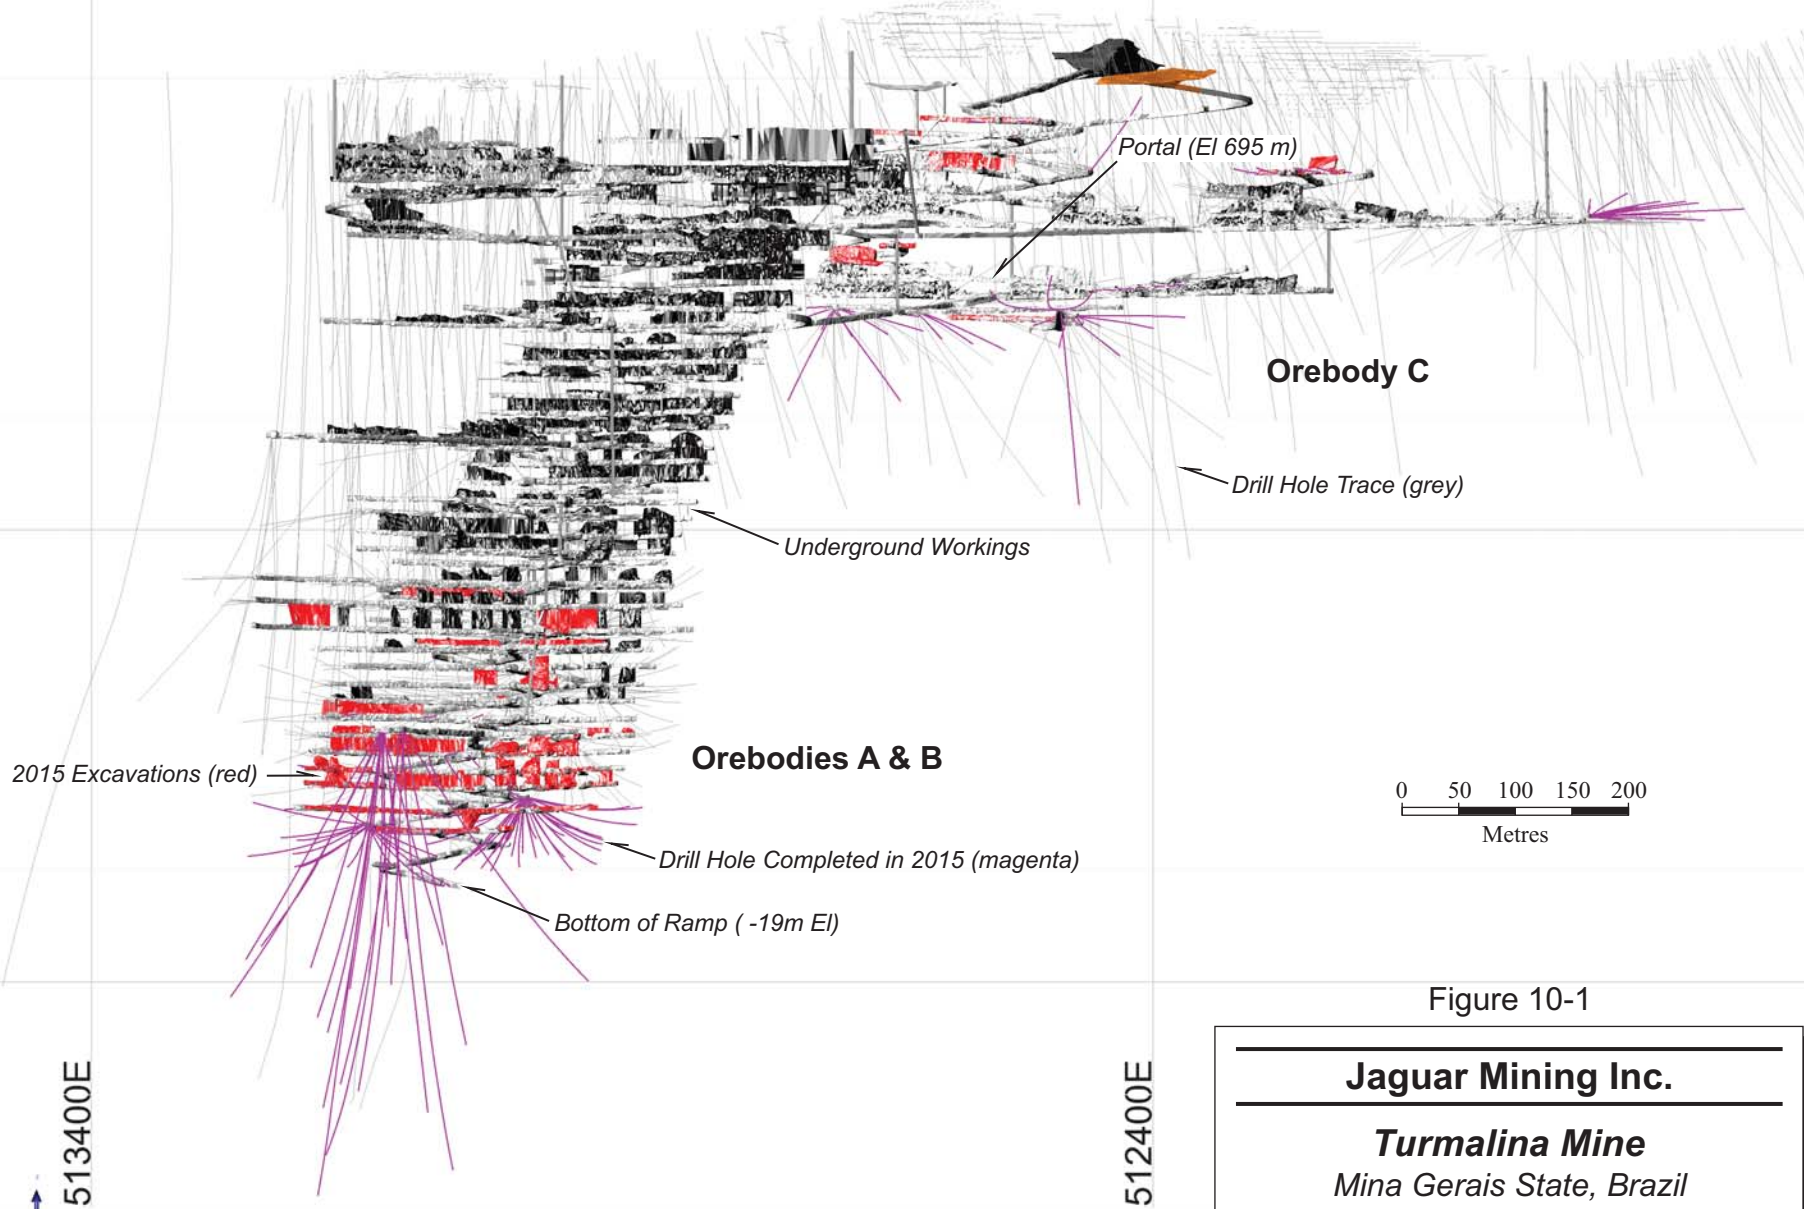 Portal (El 695 m)
Orebody C
Drill Hole Trace (grey)
Underground Workings
Orebodies A & B
2015 Excavations (red)
0 50 100 150 200
Metres
Drill Hole Completed in 2015 (magenta)
Bottom of Ramp ( -19m El)
Figure 10-1
513400E
512400E
Jaguar Mining Inc.
Turmalina Mine
Mina Gerais State, Brazil